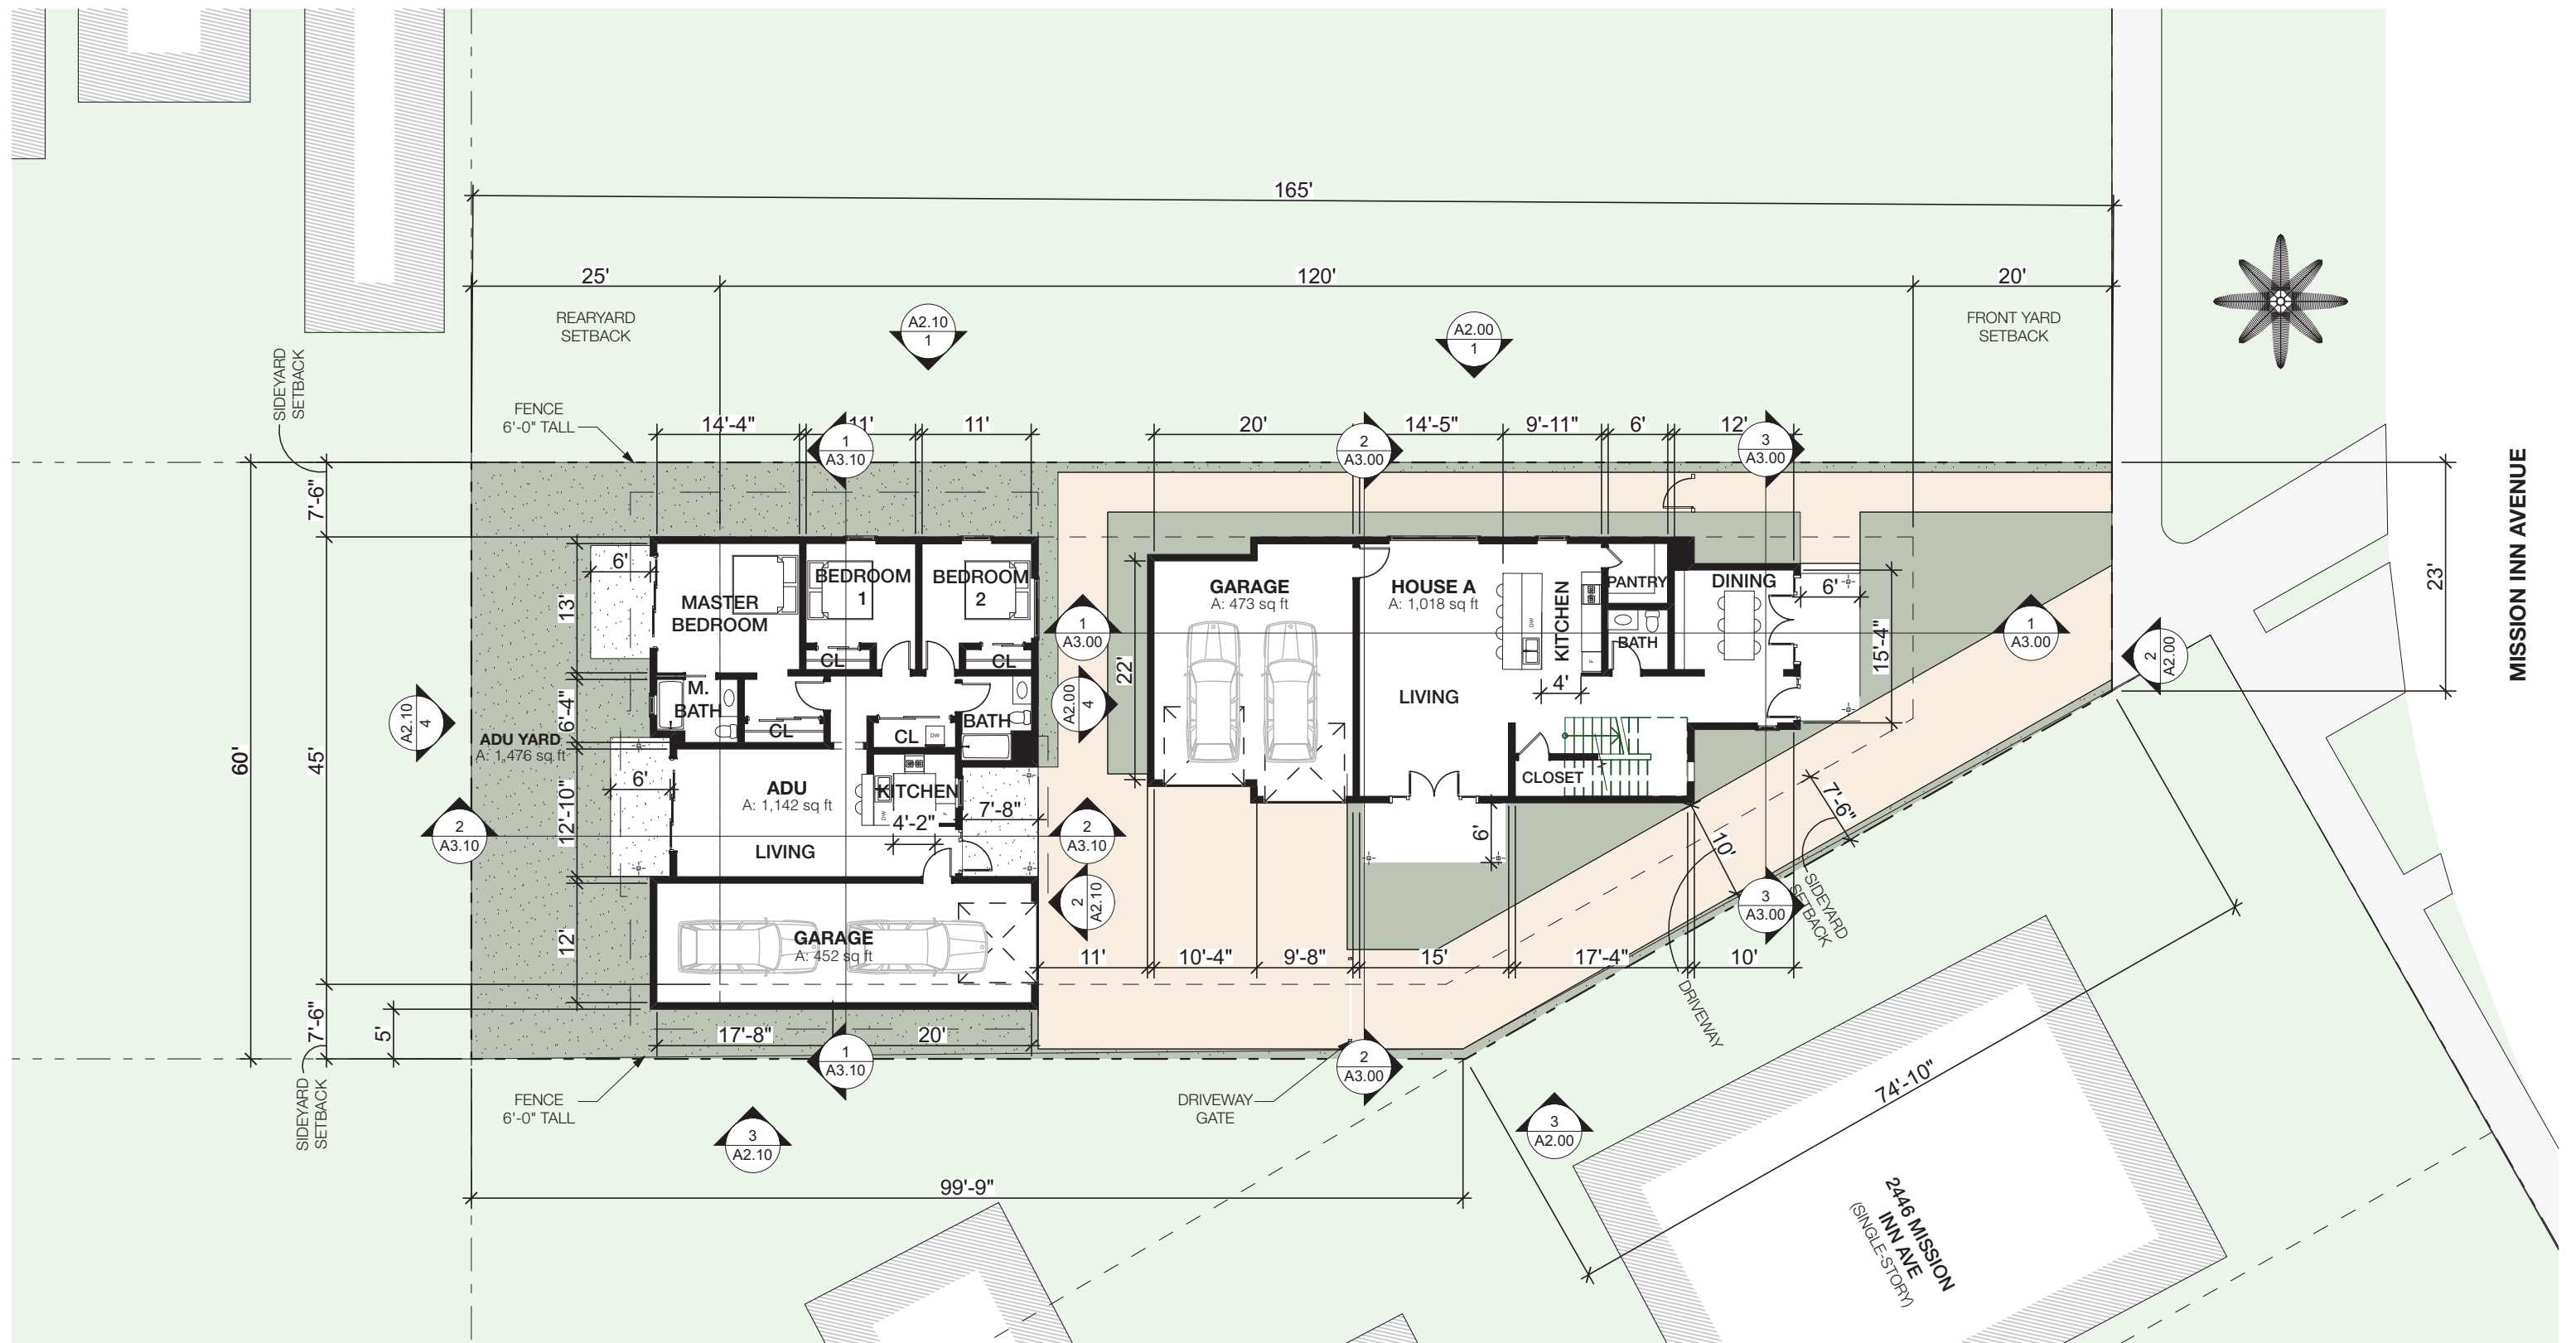 165'
25'
120'
20'
REARYARD
SETBACK
FRONT YARD
SETBACK
A2.10
1
A2.00
1
SIDEYARD
SETBACK
FENCE
6'-0" TALL
14'-4"
11'
11'
20'
14'-5"
9'-11"
6'
12'
1
A3.10
2
A3.00
3
A3.00
7'-6"
60'
45'
7'-6"
5'
13'
6'-4"
12'-10"
12'
6'
6'
MASTER
BEDROOM
BEDROOM
1
BEDROOM
2
CL
CL
M.
BATH
CL
CL
DW
BATH
ADU YARD
A: 1,476 sq ft
ADU
A: 1,142 sq ft
KITCHEN
DW
F
4'-2"
7'-8"
LIVING
GARAGE
A: 452 sq ft
17'-8"
20'
A2.10
4
2
A3.10
1
A3.00
A2.00
4
2
A3.10
2
A2.10
22'
GARAGE
A: 473 sq ft
HOUSE A
A: 1,018 sq ft
KITCHEN
DW
F
PANTRY
BATH
DINING
6'
15'-4"
LIVING
4'
CLOSET
6'
1
A3.00
2
A2.00
23'
MISSION INN AVENUE
7'-6"
10'
SIDEYARD
SETBACK
3
A3.00
11'
10'-4"
9'-8"
15'
17'-4"
10'
DRIVEWAY
1
A3.10
2
A3.00
SIDEYARD
SETBACK
FENCE
6'-0" TALL
DRIVEWAY
GATE
3
A2.10
3
A2.00
99'-9"
74'-10"
2446 MISSION
INN AVE
(SINGLE-STORY)